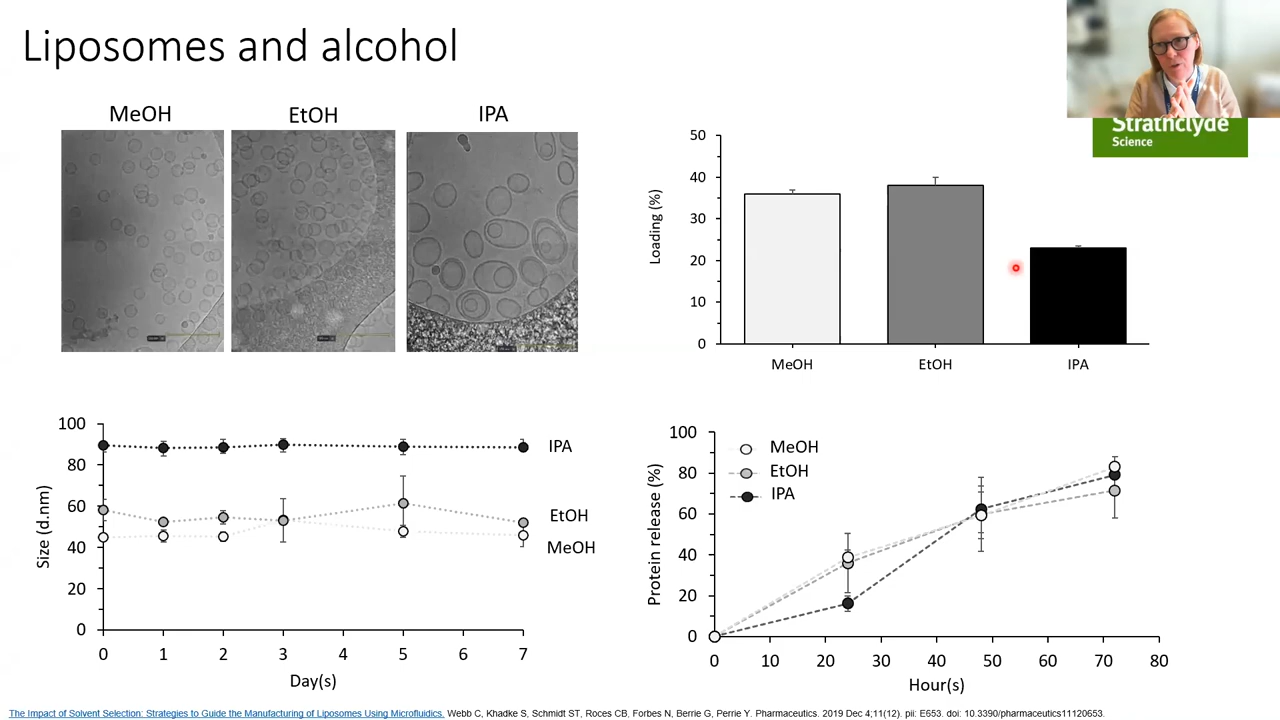 Liposomes and alcohol
MeOH
EtOH
IPA
Strathclyde
Science
50
40
30
20
10
0
Loading (%)
MeOH
EtOH
IPA
100
80
60
40
20
0
Size (d.nm)
IPA
EtOH
MeOH
0 1 2 3 4 5 6 7
Day(s)
100
80
60
40
20
0
Protein release (%)
MeOH
EtOH
IPA
0 10 20 30 40 50 60 70 80
Hour(s)
The Impact of Solvent Selection: Strategies to Guide the Manufacturing of Liposomes Using Microfluidics. Webb C, Khadke S, Schmidt ST, Roces CB, Forbes N, Berrie G, Perrie Y. Pharmaceutics. 2019 Dec 4;11(12). pii: E653. doi: 10.3390/pharmaceutics11120653.